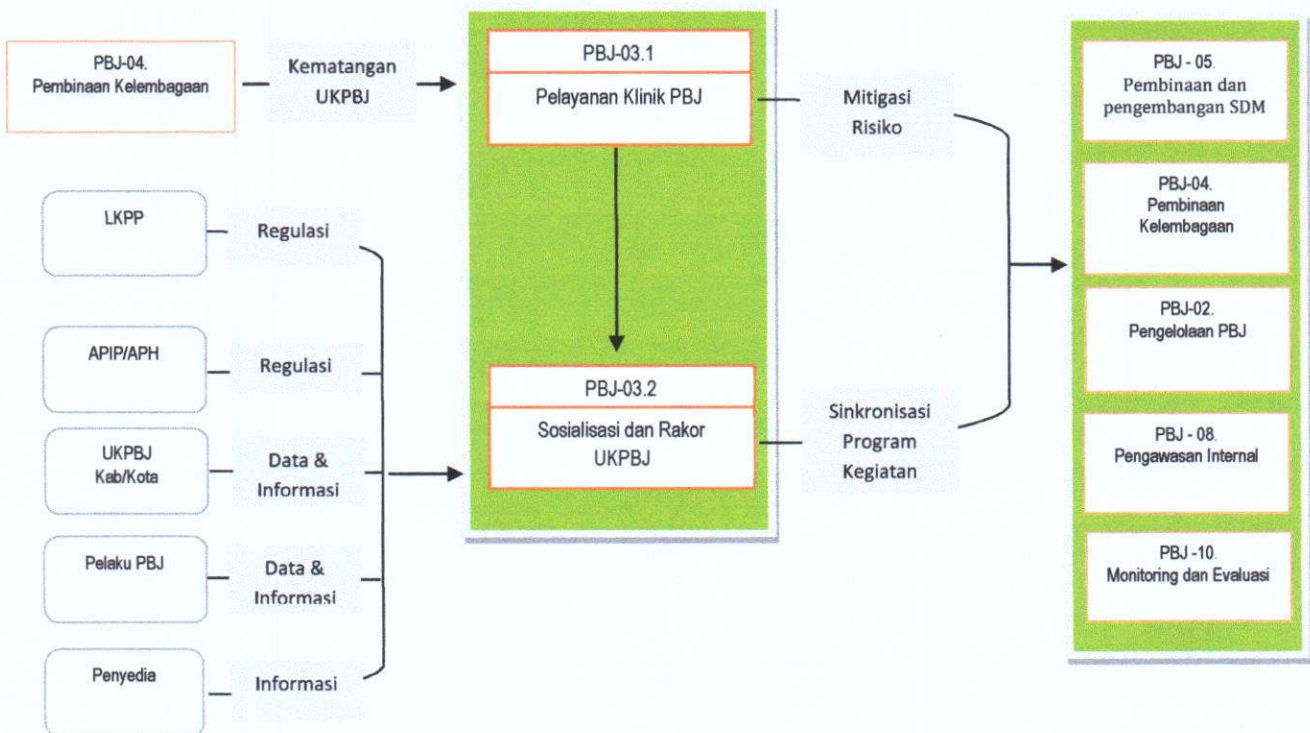 PBJ-04.
Pembinaan Kelembagaan
Kematangan
UKPBJ
PBJ-03.1
Pelayanan Klinik PBJ
Mitigasi
Risiko
LKPP
Regulasi
APIP/APH
Regulasi
UKPBJ
Kab/Kota
Data &
Informasi
Pelaku PBJ
Data &
Informasi
Penyedia
Informasi
PBJ-03.2
Sosialisasi dan Rakor
UKPBJ
Sinkronisasi
Program
Kegiatan
PBJ - 05.
Pembinaan dan
pengembangan SDM
PBJ-04.
Pembinaan
Kelembagaan
PBJ-02.
Pengelolaan PBJ
PBJ - 08.
Pengawasan Internal
PBJ -10.
Monitoring dan Evaluasi